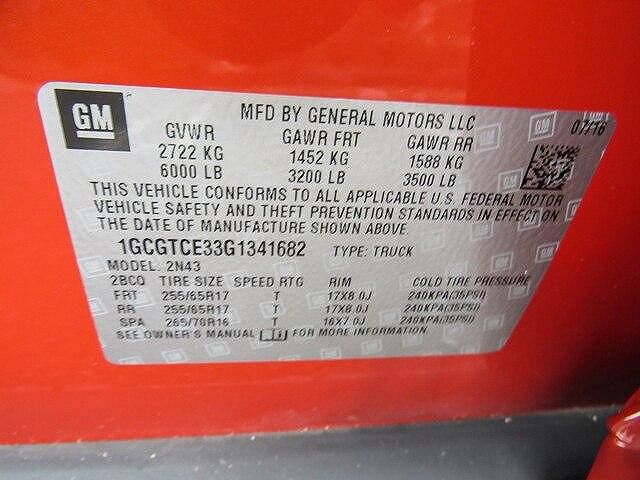 GM
MFD BY GENERAL MOTORS LLC
07/16
GVWR GAWR FRT GAWR RR
2722 KG 1452 KG 1588 KG
6000 LB 3200 LB 3500 LB
THIS VEHICLE CONFORMS TO ALL APPLICABLE U.S. FEDERAL MOTOR
VEHICLE SAFETY AND THEFT PREVENTION STANDARDS IN EFFECT ON
THE DATE OF MANUFACTURE SHOWN ABOVE.
1GCGTCE33G1341682 TYPE: TRUCK
MODEL: 2N43
2BCQ TIRE SIZE SPEED RTG RIM COLD TIRE PRESSURE
FRT 255/65R17 T 17X8.0J 240KPA(35PSI)
RR 255/65R17 T 17X8.0J 240KPA(35PSI)
SPA 265/70R16 T 16X7.0J 240KPA(35PSI)
SEE OWNER'S MANUAL FOR MORE INFORMATION.